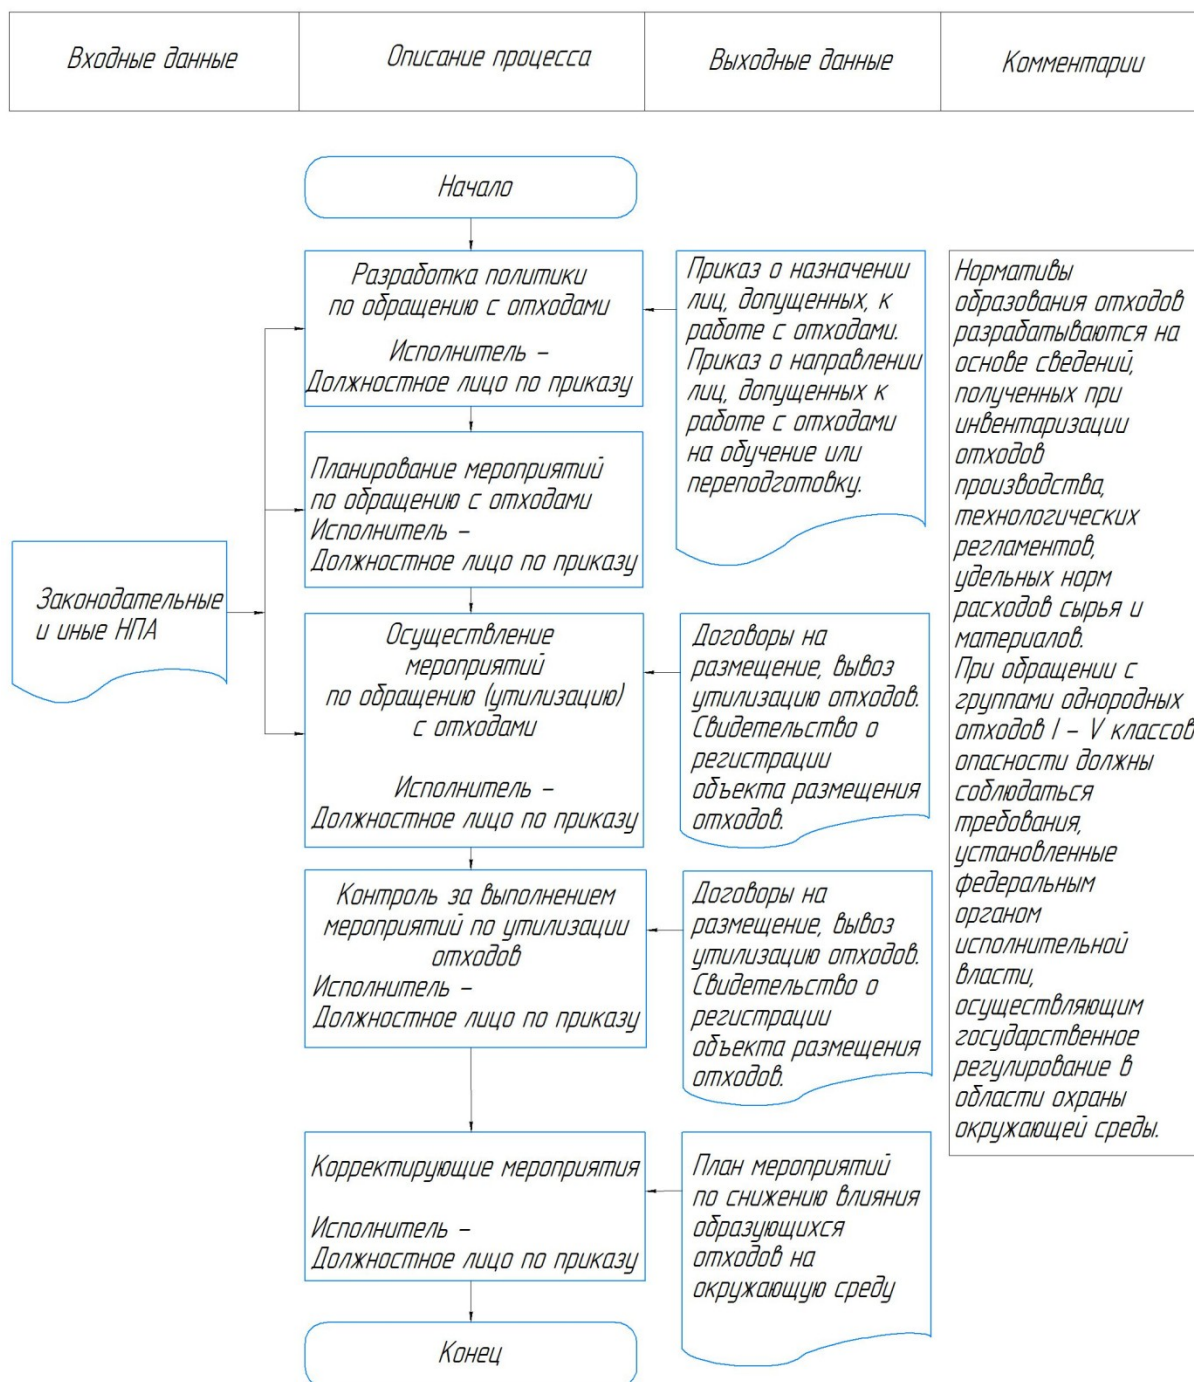 Входные данные
Описание процесса
Выходные данные
Комментарии
Начало
Разработка политики
по обращению с отходами
Исполнитель –
Должностное лицо по приказу
Планирование мероприятий
по обращению с отходами
Исполнитель –
Должностное лицо по приказу
Законодательные
и иные НПА
Осуществление
мероприятий
по обращению (утилизацию)
с отходами
Исполнитель –
Должностное лицо по приказу
Контроль за выполнением
мероприятий по утилизации
отходов
Исполнитель –
Должностное лицо по приказу
Корректирующие мероприятия
Исполнитель –
Должностное лицо по приказу
Конец
Приказ о назначении
лиц, допущенных, к
работе с отходами.
Приказ о направлении
лиц, допущенных к
работе с отходами
на обучение или
переподготовку.
Договоры на
размещение, вывоз
утилизацию отходов.
Свидетельство о
регистрации
объекта размещения
отходов.
Договоры на
размещение, вывоз
утилизацию отходов.
Свидетельство о
регистрации
объекта размещения
отходов.
План мероприятий
по снижению влияния
образующихся
отходов на
окружающую среду
Нормативы
образования отходов
разрабатываются на
основе сведений,
полученных при
инвентаризации
отходов
производства,
технологических
регламентов,
удельных норм
расходов сырья и
материалов.
При обращении с
группами однородных
отходов I – V классов
опасности должны
соблюдаться
требования,
установленные
федеральным
органом
исполнительной
власти,
осуществляющим
государственное
регулирование в
области охраны
окружающей среды.